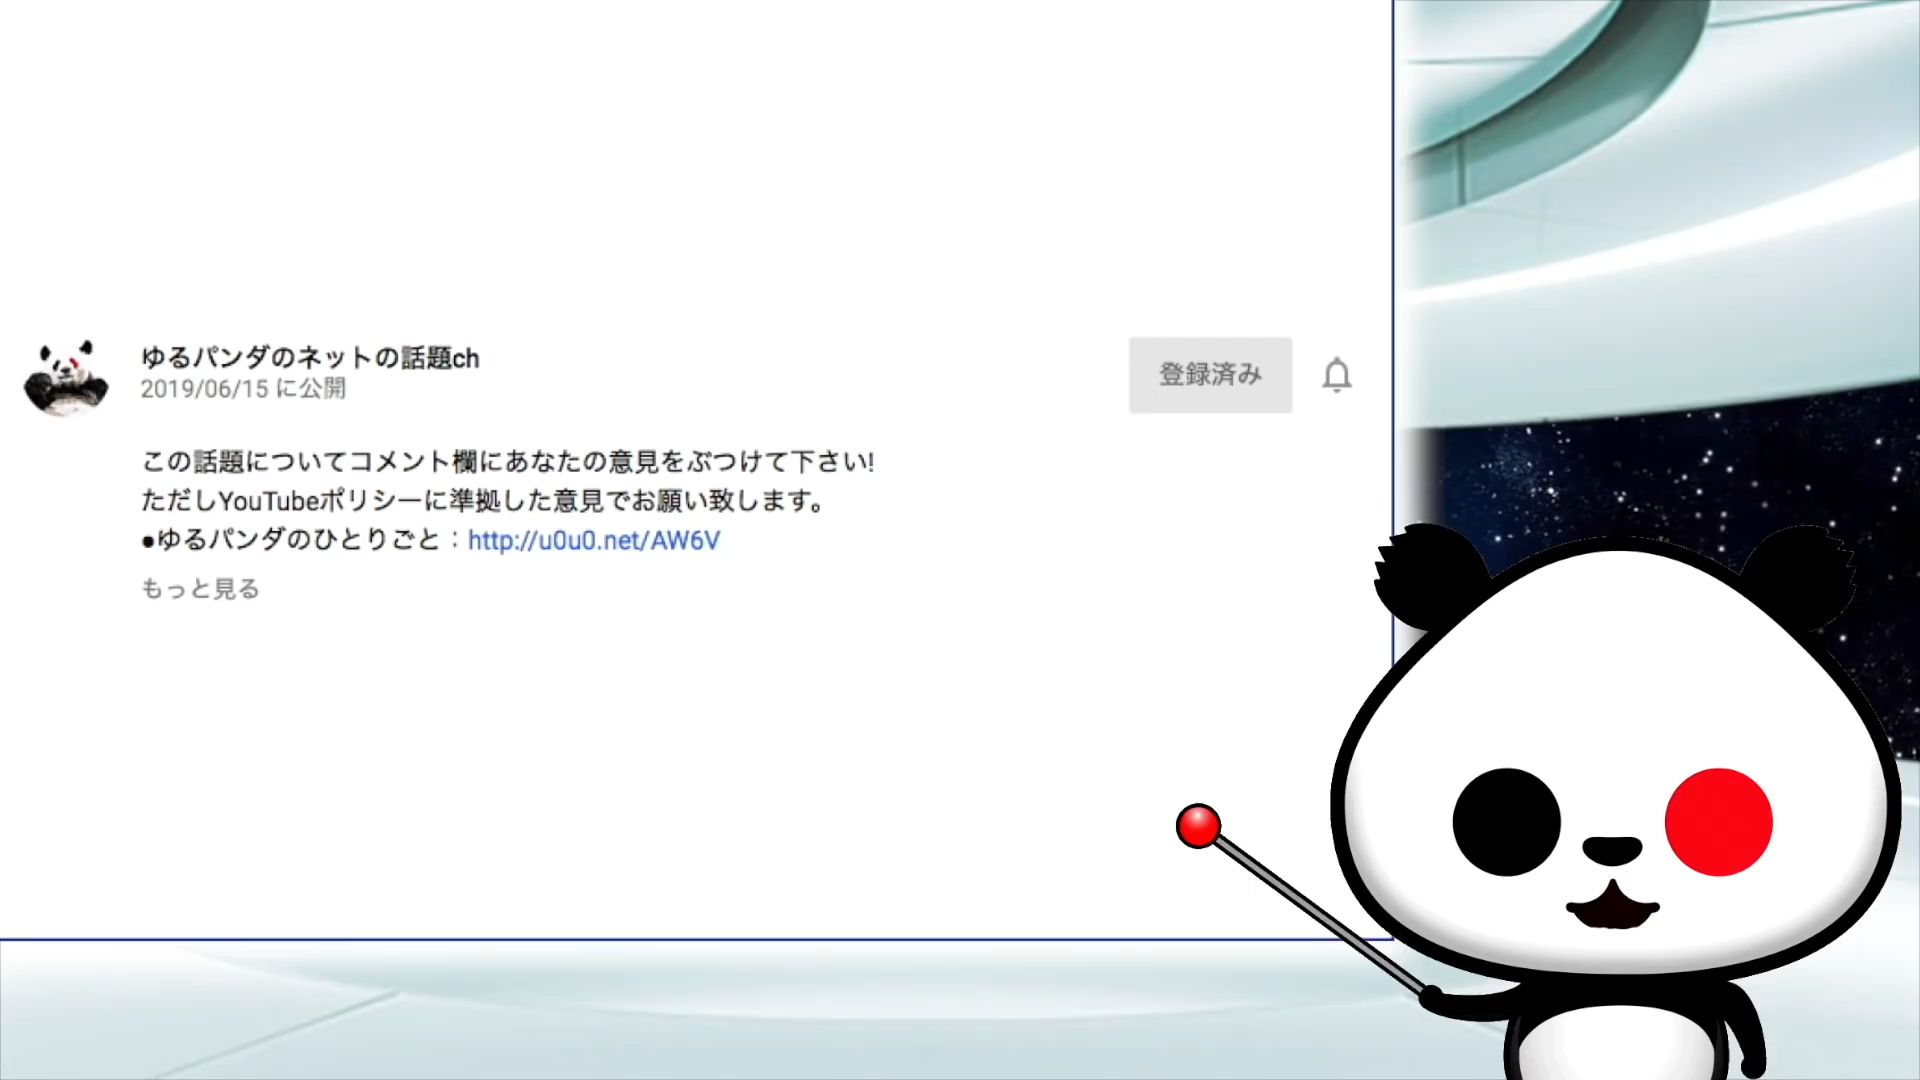 ゆるパンダのネットの話題ch
2019/06/15 に公開
登録済み
この話題についてコメント欄にあなたの意見をぶつけて下さい!
ただしYouTubeポリシーに準拠した意見でお願い致します。
●ゆるパンダのひとりごと：http://u0u0.net/AW6V
もっと見る